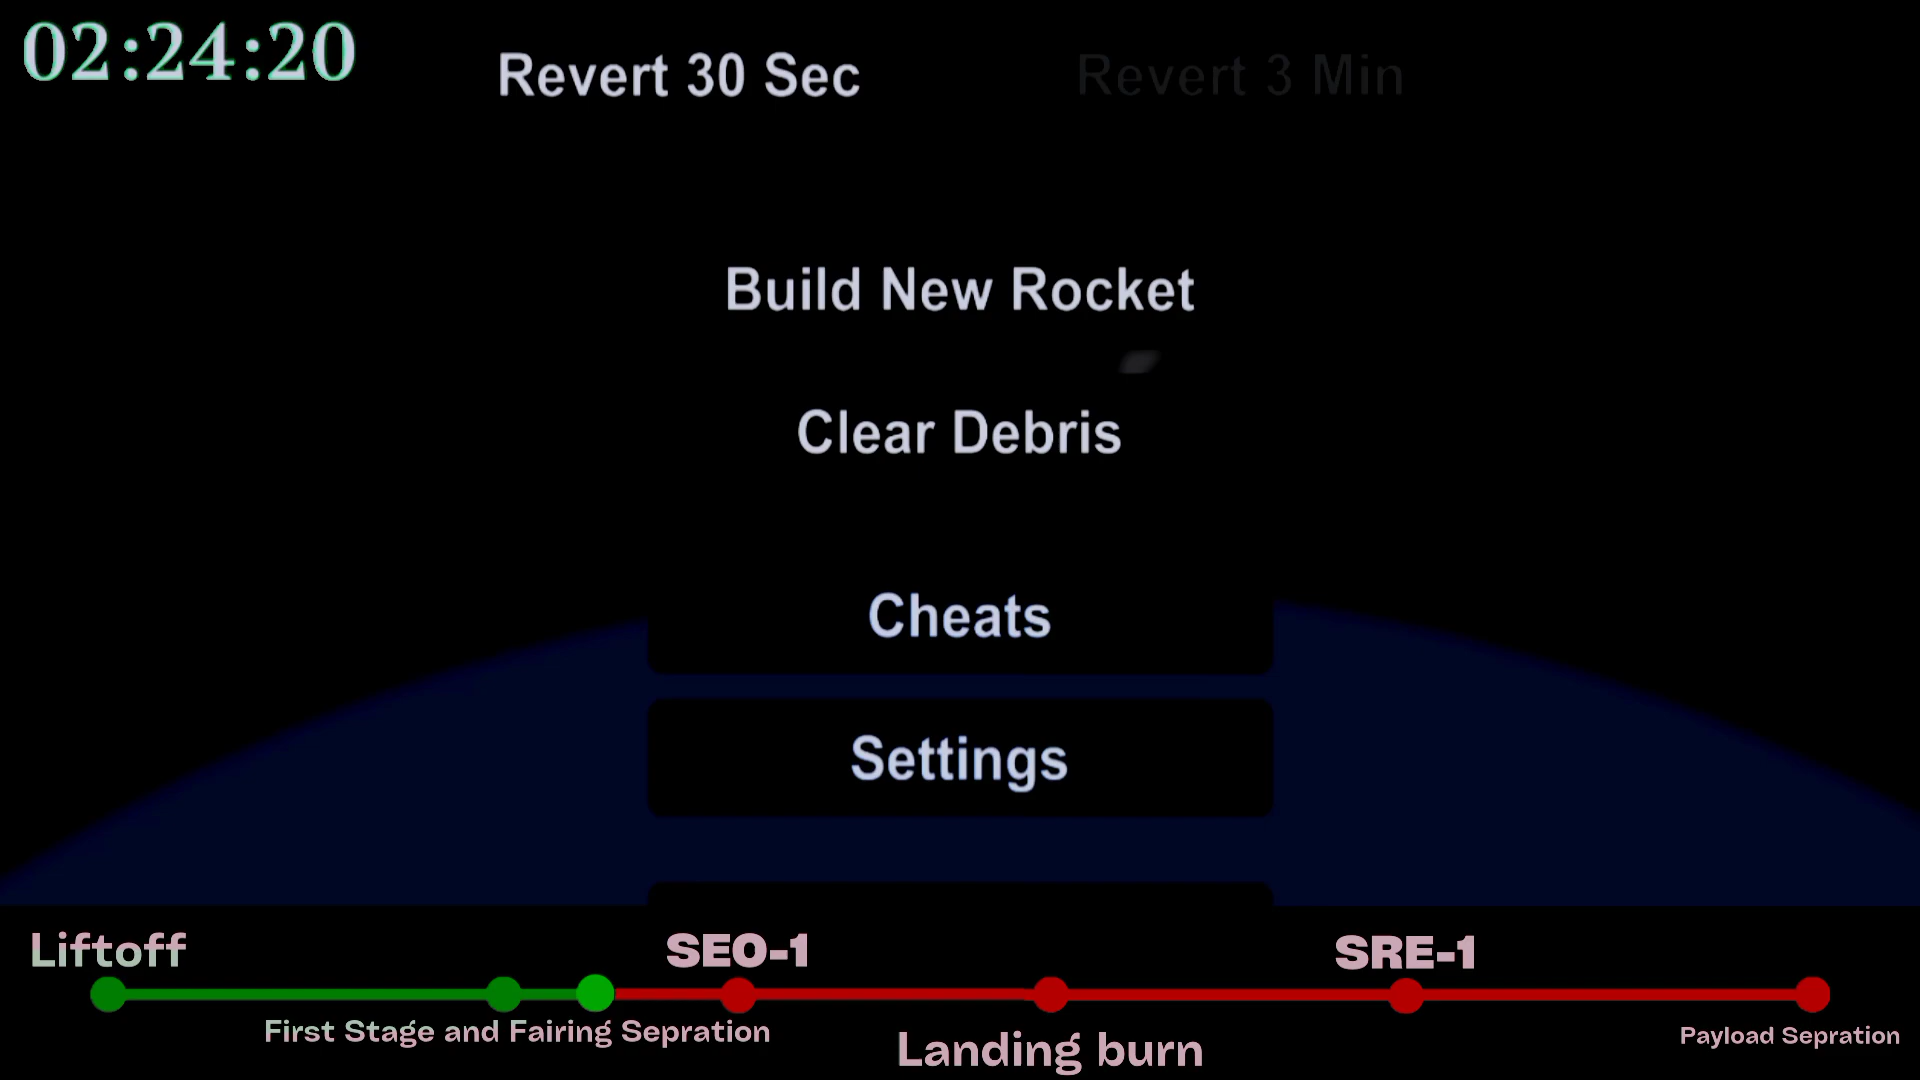 02:24:20
Revert 30 Sec
Revert 3 Min
Build New Rocket
Clear Debris
Cheats
Settings
Liftoff
SEO-1
SRE-1
First Stage and Fairing Sepration
Landing burn
Payload Sepration